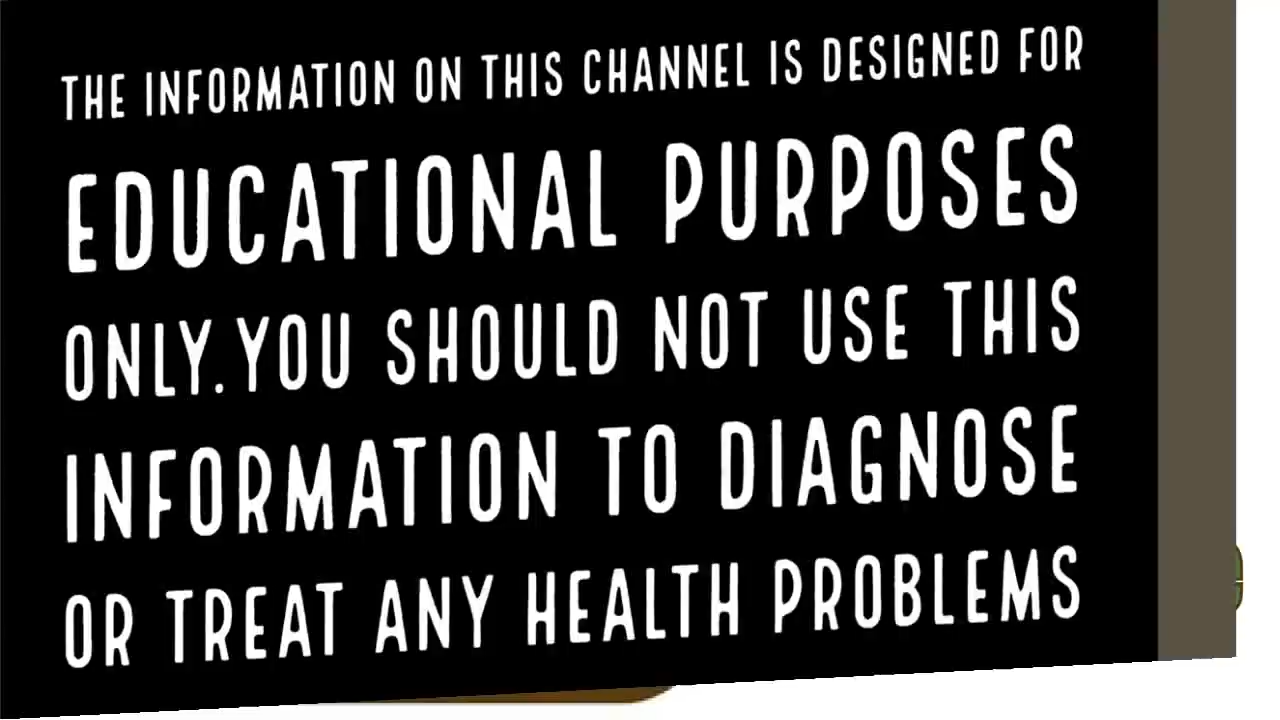 THE INFORMATION ON THIS CHANNEL IS DESIGNED FOR
EDUCATIONAL PURPOSES
ONLY.YOU SHOULD NOT USE THIS
INFORMATION TO DIAGNOSE
OR TREAT ANY HEALTH PROBLEMS